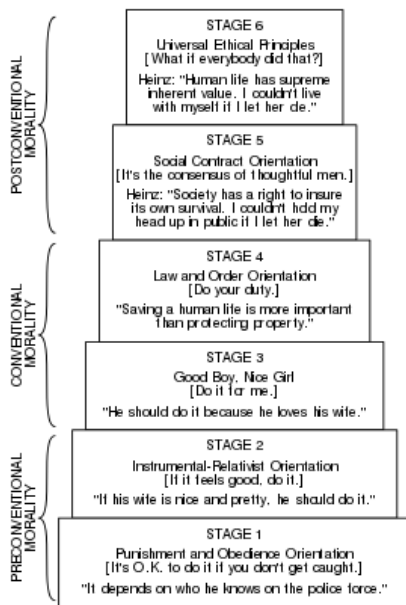 STAGE 6
Universal Ethical Principles
[What if everybody did that?]
Heinz: "Human life has supreme
inherent value. I couldn't live
with myself if I let her die."
STAGE 5
Social Contract Orientation
[It's the consensus of thoughtful men.]
Heinz: "Society has a right to insure
its own survival. I couldn't hold my
head up in public if I let her die."
POSTCONVENTIONAL
MORALITY
STAGE 4
Law and Order Orientation
[Do your duty.]
"Saving a human life is more important
than protecting property."
STAGE 3
Good Boy, Nice Girl
[Do it for me.]
"He should do it because he loves his wife."
CONVENTIONAL
MORALITY
STAGE 2
Instrumental-Relativist Orientation
[If it feels good, do it.]
"If his wife is nice and pretty, he should do it."
STAGE 1
Punishment and Obedience Orientation
[It's O.K. to do it if you don't get caught.]
"It depends on who he knows on the police force."
PRECONVENTIONAL
MORALITY